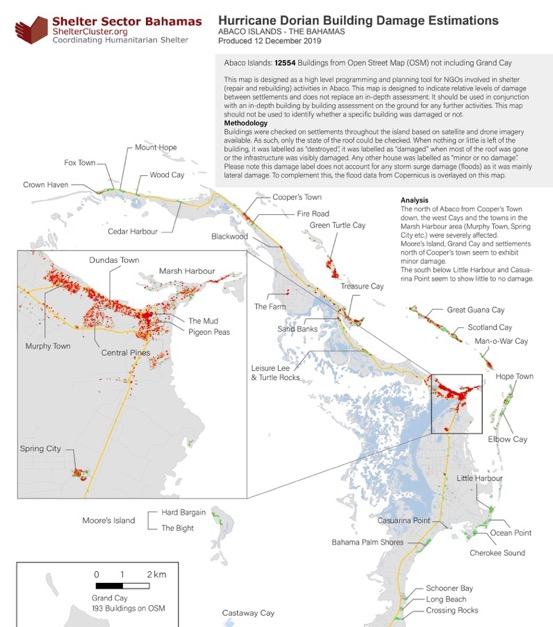 Shelter Sector Bahamas
ShelterCluster.org
Coordinating Humanitarian Shelter
Hurricane Dorian Building Damage Estimations
ABACO ISLANDS - THE BAHAMAS
Produced 12 December 2019
Abaco Islands: 12554 Buildings from Open Street Map (OSM) not including Grand Cay
This map is designed as a high level programming and planning tool for NGOs involved in shelter
(repair and rebuilding) activities in Abaco. This map is designed to indicate relative levels of damage
between settlements and does not replace an in-depth assessment. It should be used in conjunction
with an in-depth building by building assessment on the ground for any further activities. This map
should not be used to identify whether a specific building was damaged or not.
Methodology
Buildings were checked on settlements throughout the island based on satellite and drone imagery
available. As such, only the state of the roof could be checked. When nothing or little is left of the
building, it was labelled as "destroyed", it was labelled as "damaged" when most of the roof was gone
or the infrastructure was visibly damaged. Any other house was labelled as "minor or no damage".
Please note this damage label does not account for any storm surge damage (floods) as it was mainly
lateral damage. To complement this, the flood data from Copernicus is overlayed on this map.
Analysis
The north of Abaco from Cooper's Town
down, the west Cays and the towns in the
Marsh Harbour area (Murphy Town, Spring
City etc.) were severely affected.
Moore's Island, Grand Cay and settlements
north of Cooper's town seem to exhibit
minor damage.
The south below Little Harbour and Casua-
rina Point seem to show little to no damage.
Mount Hope
Fox Town
Wood Cay
Crown Haven
Cedar Harbour
Cooper's Town
Fire Road
Green Turtle Cay
Blackwood
Treasure Cay
The Farm
Sand Banks
Leisure Lee
& Turtle Rocks
Great Guana Cay
Scotland Cay
Man-o-War Cay
Hope Town
Elbow Cay
Dundas Town
Marsh Harbour
The Mud
Pigeon Peas
Murphy Town
Central Pines
Spring City
Little Harbour
Casuarina Point
Ocean Point
Bahama Palm Shores
Cherokee Sound
Moore's Island
Hard Bargain
The Bight
Schooner Bay
Long Beach
Crossing Rocks
Castaway Cay
0 1 2 km
Grand Cay
193 Buildings on OSM